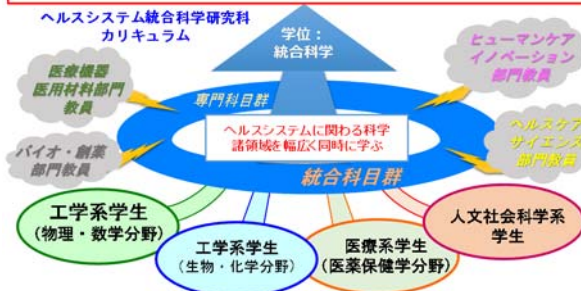 ヘルスシステム統合科学研究科
カリキュラム
学位：
統合科学
ヒューマンケア
イノベーション
部門教員
医療機器
医用材料部門
教員
専門科目群
ヘルスシステムに関わる科学
諸領域を幅広く同時に学ぶ
ヘルスケア
サイエンス
部門教員
バイオ・創薬
部門教員
統合科目群
工学系学生
(物理・数学分野)
工学系学生
(生物・化学分野)
医療系学生
(医薬保健学分野)
人文社会科学系
学生